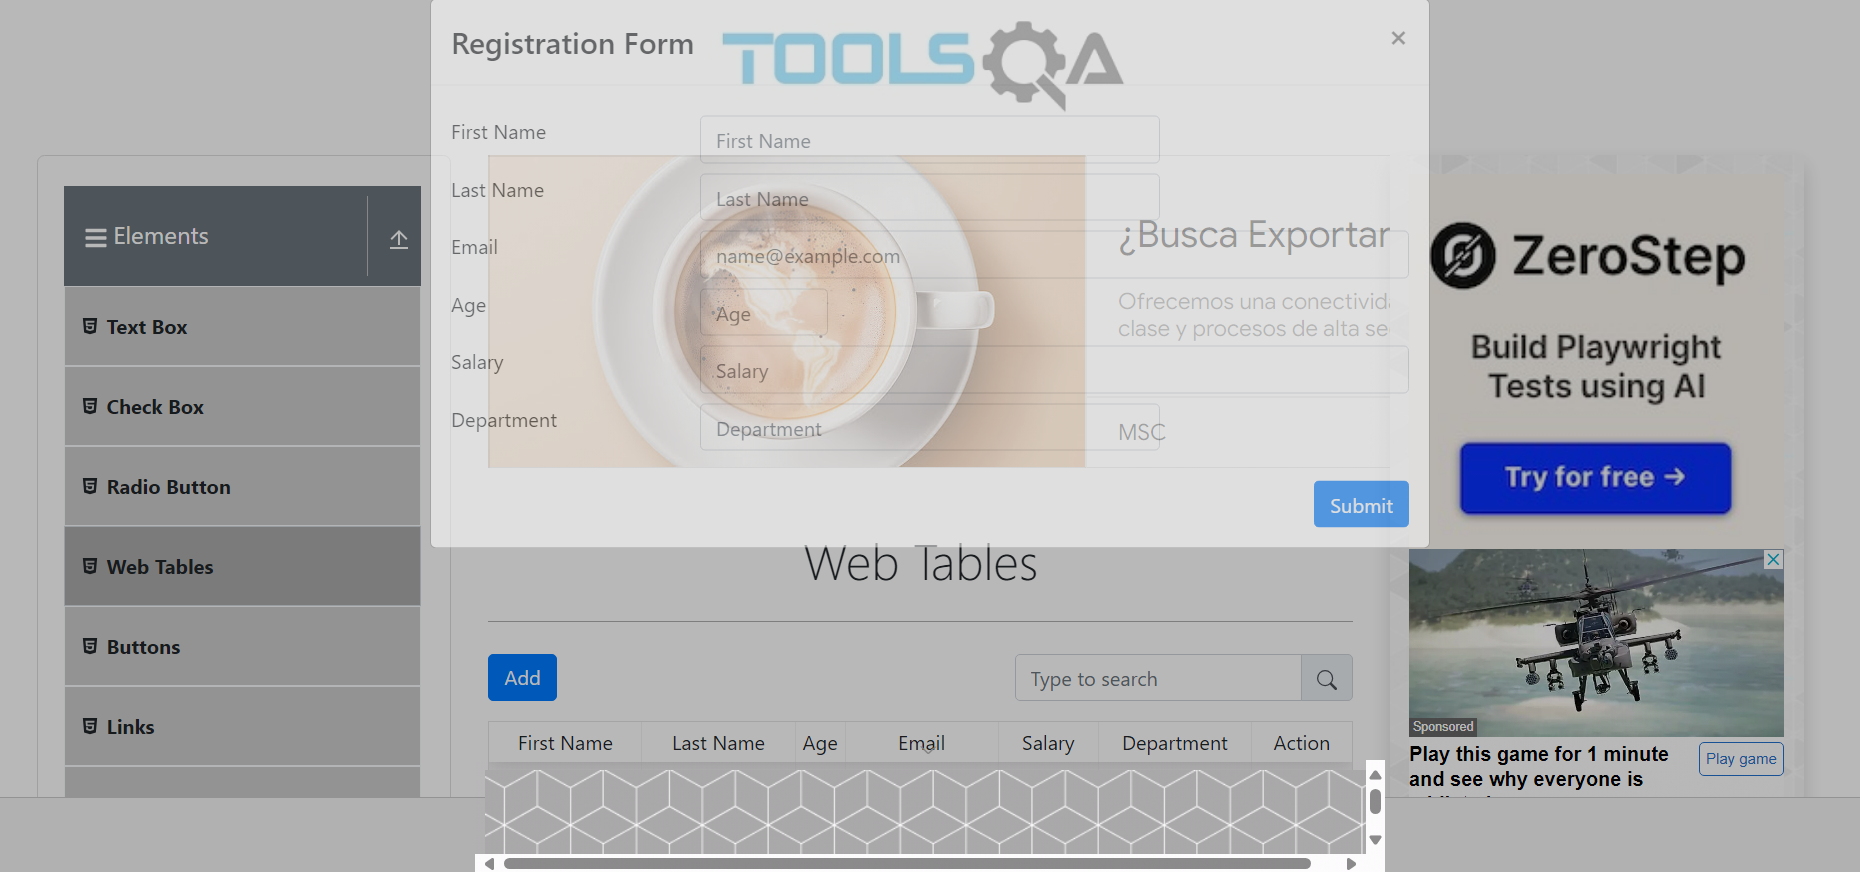 Registration Form
TOOLSQA
×
First Name
First Name
Last Name
Last Name
Email
name@example.com
Age
Age
Salary
Salary
Department
Department
Submit
¿Busca Exportar
Ofrecemos una conectivid
clase y procesos de alta se
MSC
Elements
Text Box
Check Box
Radio Button
Web Tables
Buttons
Links
Web Tables
Add
Type to search
First Name Last Name Age Email Salary Department Action
ZeroStep
Build Playwright
Tests using AI
Try for free →
Sponsored
Play this game for 1 minute
and see why everyone is
Play game